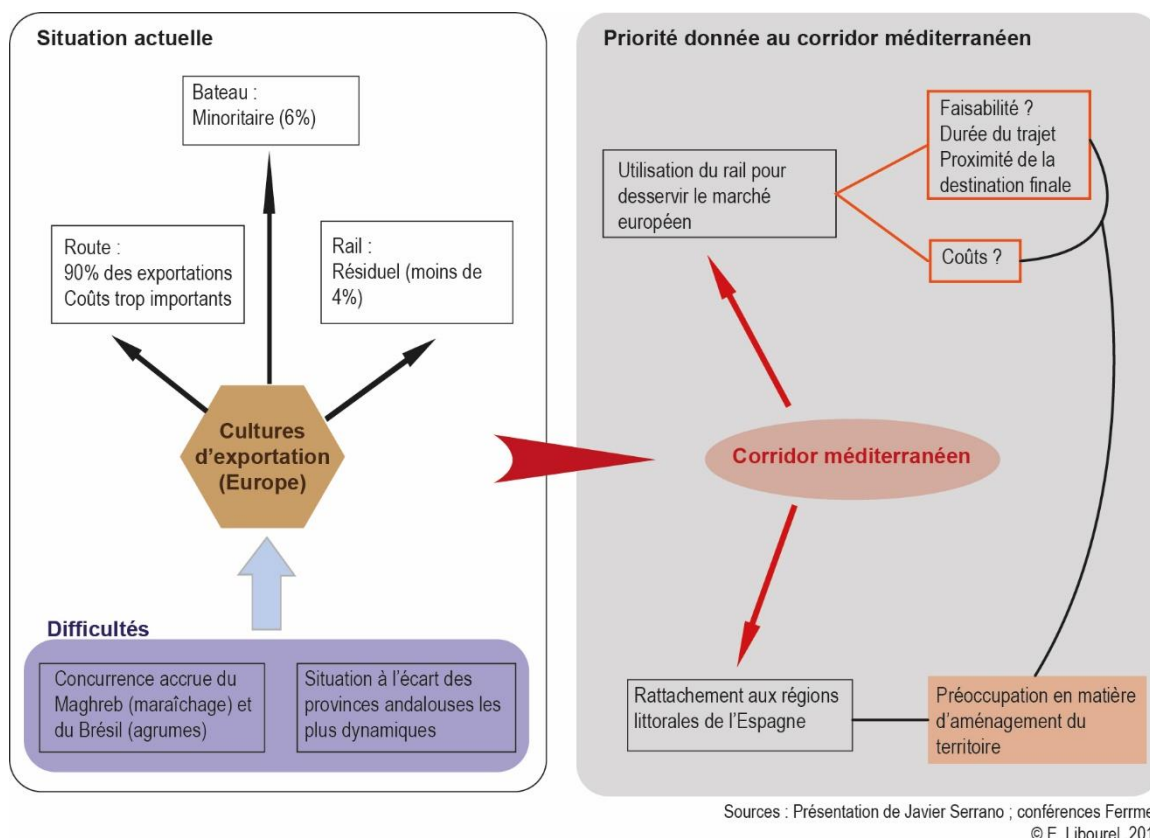 Situation actuelle
Bateau :
Minoritaire (6%)
Route :
90% des exportations
Coûts trop importants
Rail :
Résiduel (moins de
4%)
Cultures
d'exportation
(Europe)
Difficultés
Concurrence accrue du
Maghreb (maraîchage) et
du Brésil (agrumes)
Situation à l'écart des
provinces andalouses les
plus dynamiques
Priorité donnée au corridor méditerranéen
Utilisation du rail pour
desservir le marché
européen
Faisabilité ?
Durée du trajet
Proximité de la
destination finale
Coûts ?
Corridor méditerranéen
Rattachement aux régions
littorales de l'Espagne
Préoccupation en matière
d'aménagement du
territoire
Sources : Présentation de Javier Serrano ; conférences
© E. Libourel,